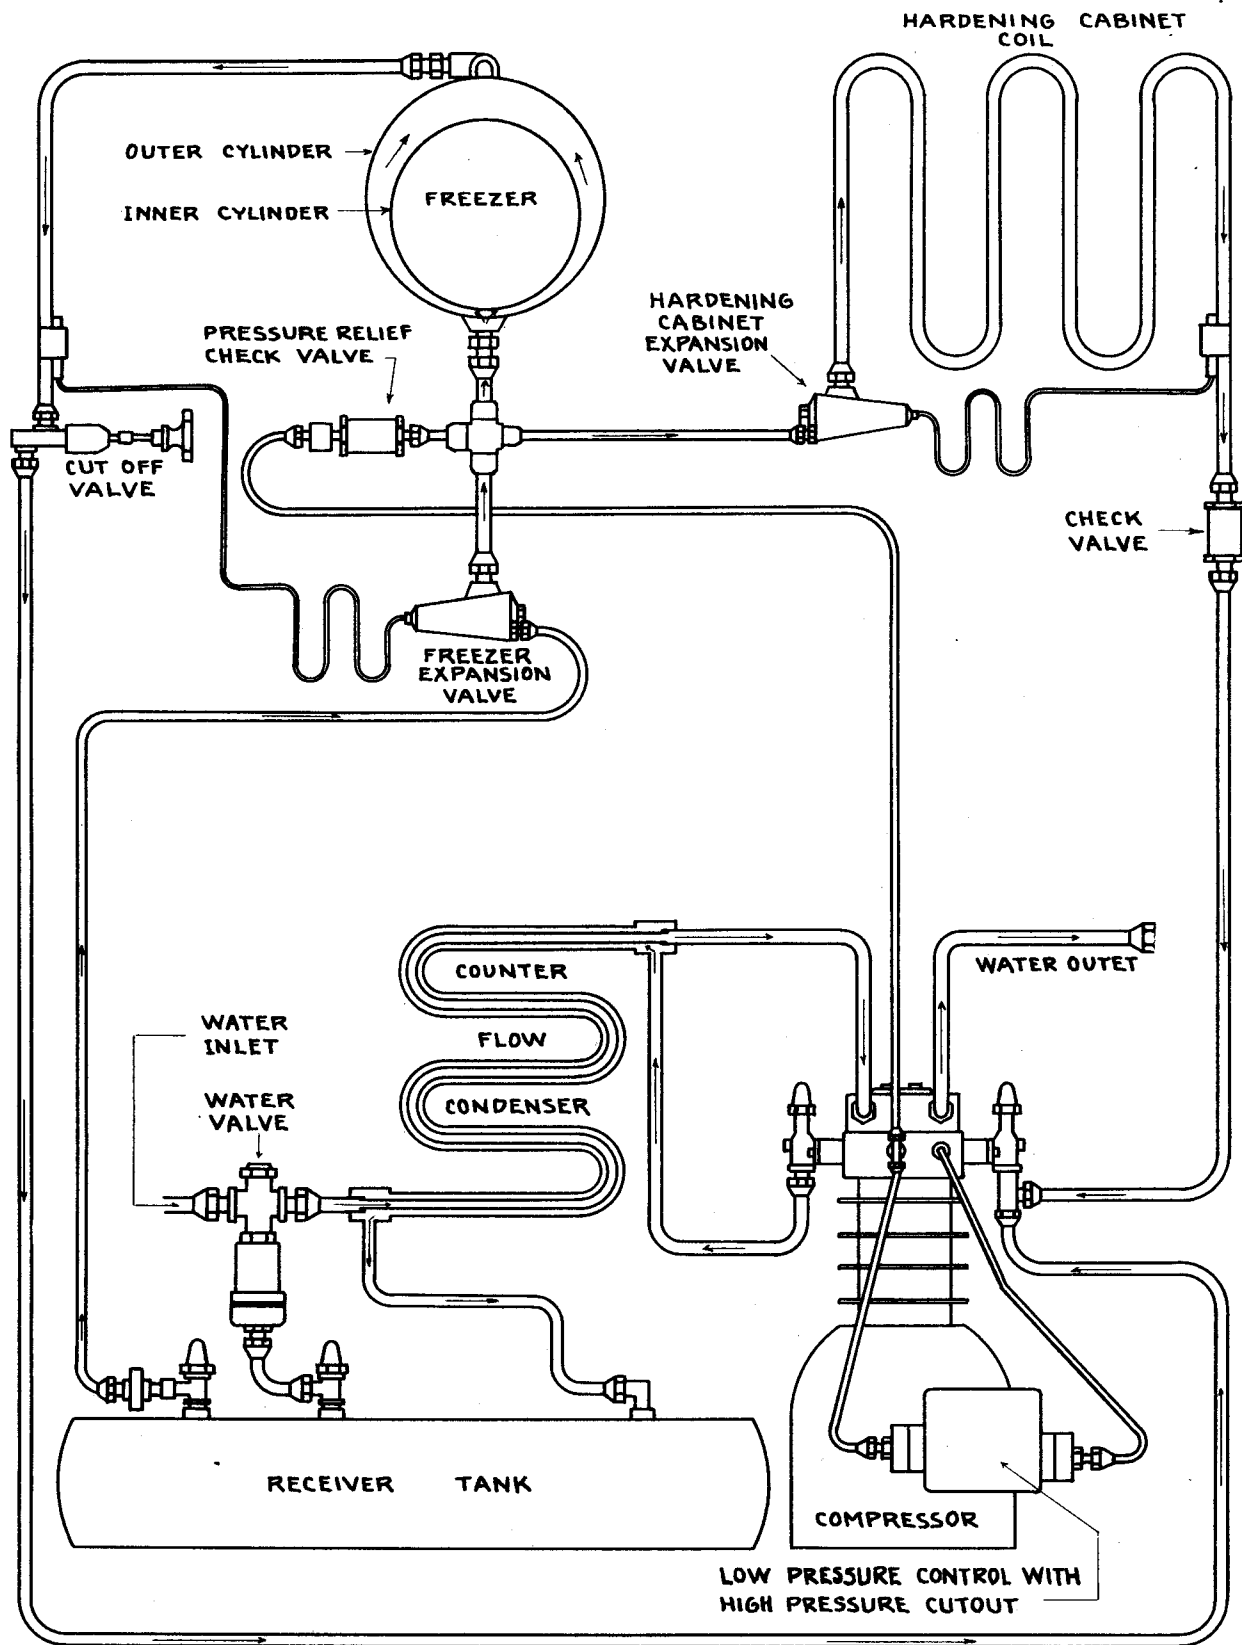 HARDENING CABINET
COIL
OUTER CYLINDER
INNER CYLINDER
FREEZER
HARDENING
CABINET
EXPANSION
VALVE
PRESSURE RELIEF
CHECK VALVE
CUT OFF
VALVE
CHECK
VALVE
FREEZER
EXPANSION
VALVE
COUNTER
FLOW
CONDENSER
WATER OUTET
WATER
INLET
WATER
VALVE
RECEIVER TANK
COMPRESSOR
LOW PRESSURE CONTROL WITH
HIGH PRESSURE CUTOUT